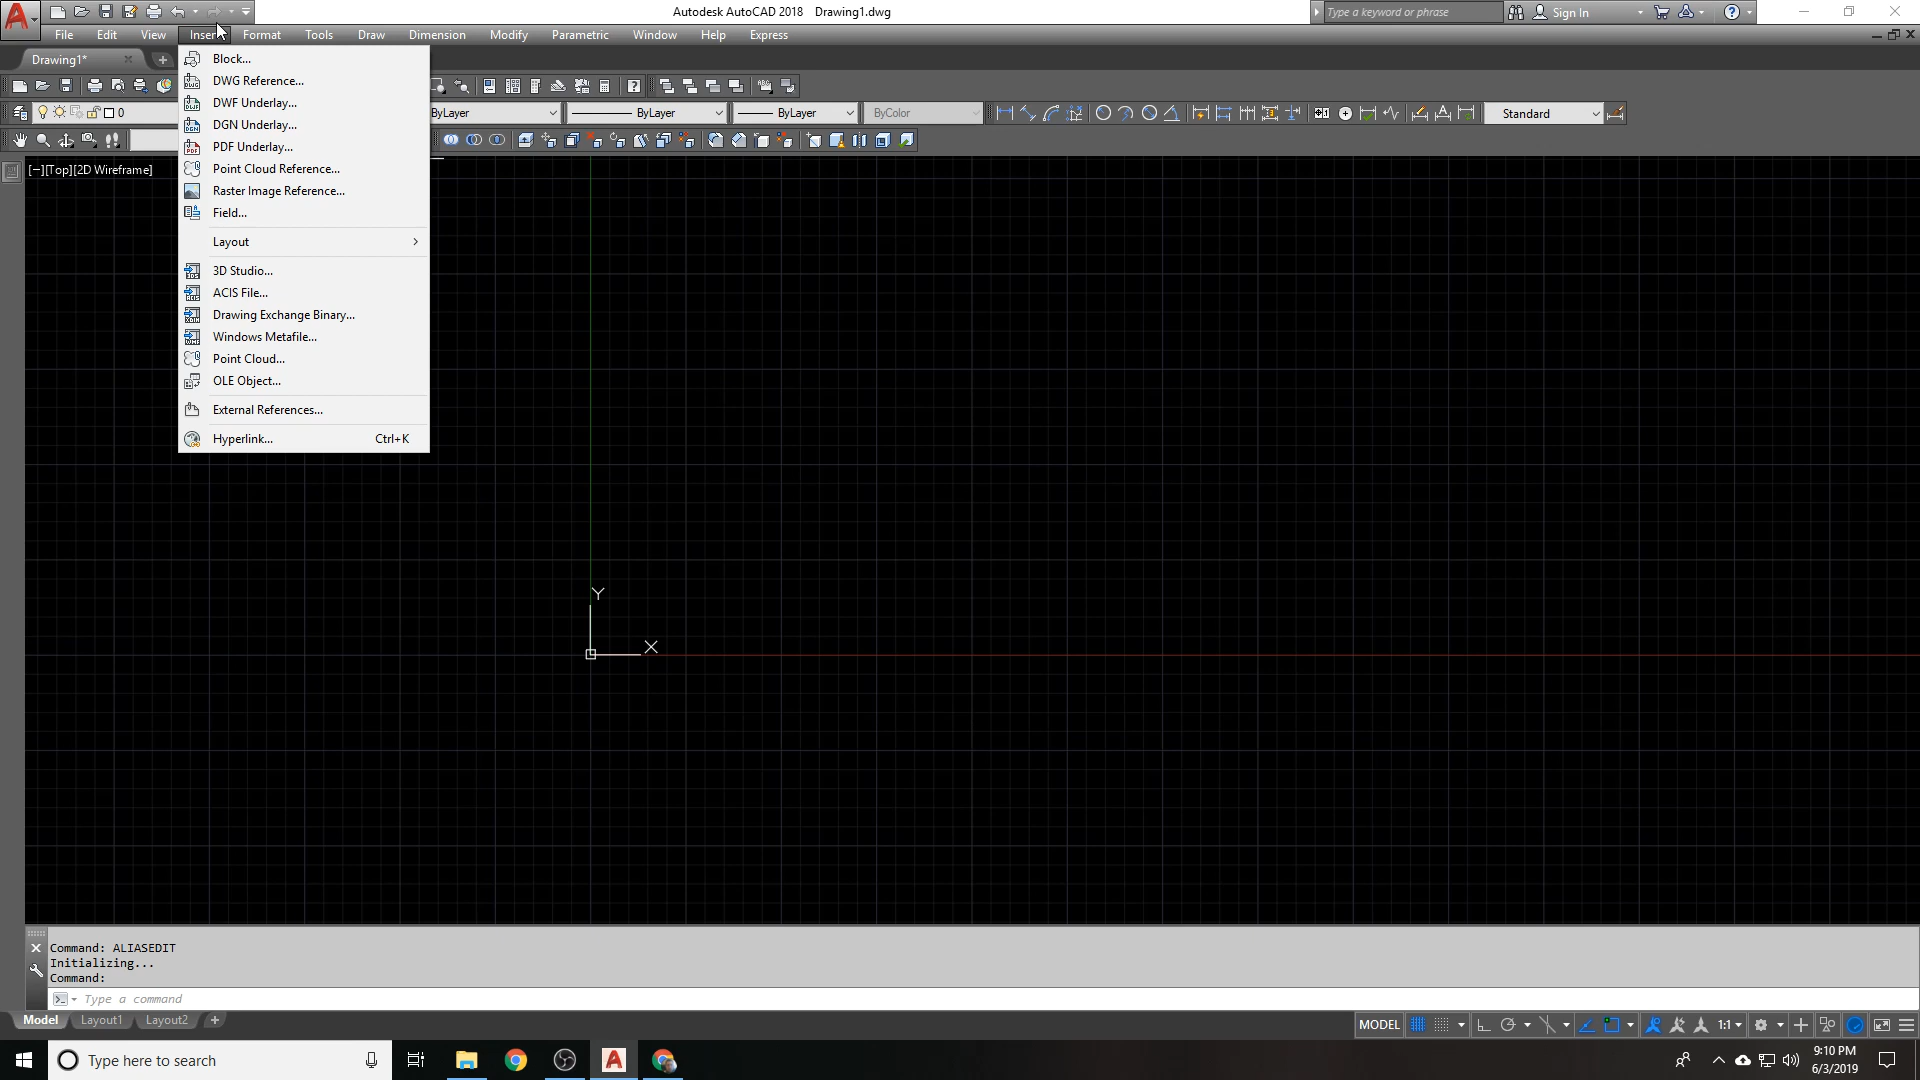 Autodesk AutoCAD 2018 Drawing1.dwg
Type a keyword or phrase
Sign In
File Edit View Insert Format Tools Draw Dimension Modify Parametric Window Help Express
Drawing1*
0
ByLayer
ByLayer
ByLayer
ByColor
Standard
[−][Top][2D Wireframe]
Block...
DWG Reference...
DWF Underlay...
DGN Underlay...
PDF Underlay...
Point Cloud Reference...
Raster Image Reference...
Field...
Layout
3D Studio...
ACIS File...
Drawing Exchange Binary...
Windows Metafile...
Point Cloud...
OLE Object...
External References...
Hyperlink... Ctrl+K
Y
X
Command: ALIASEDIT
Initializing...
Command:
Type a command
Model Layout1 Layout2
MODEL 1:1
Type here to search
9:10 PM
6/3/2019